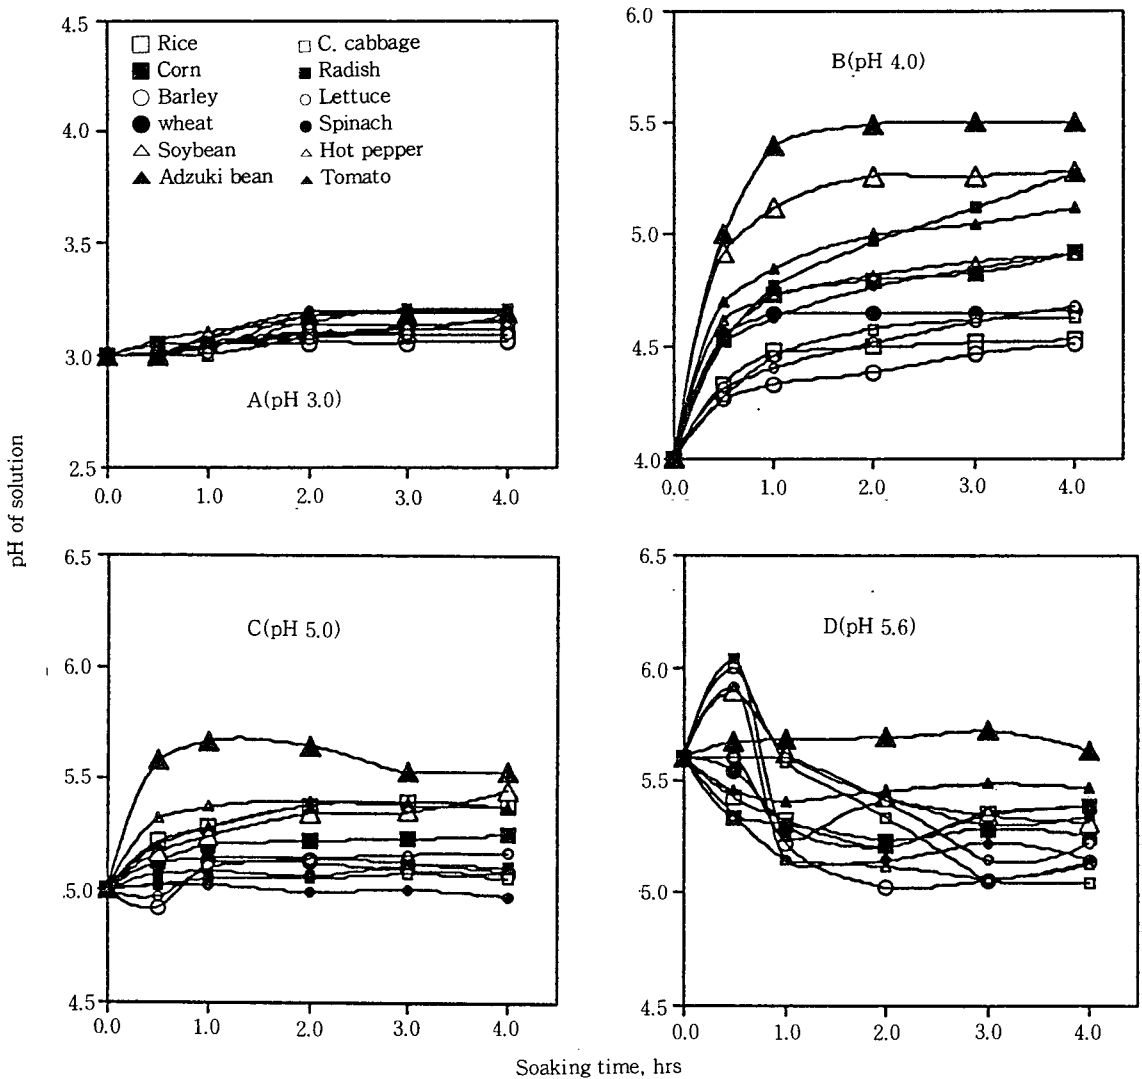 4.5
4.0
3.5
3.0
2.5
Rice
Corn
Barley
wheat
Soybean
Adzuki bean
C. cabbage
Radish
Lettuce
Spinach
Hot pepper
Tomato
A(pH 3.0)
0.0 1.0 2.0 3.0 4.0
6.0
5.5
5.0
4.5
4.0
B(pH 4.0)
0.0 1.0 2.0 3.0 4.0
pH of solution
6.5
6.0
5.5
5.0
4.5
C(pH 5.0)
0.0 1.0 2.0 3.0 4.0
6.5
6.0
5.5
5.0
4.5
D(pH 5.6)
0.0 1.0 2.0 3.0 4.0
Soaking time, hrs